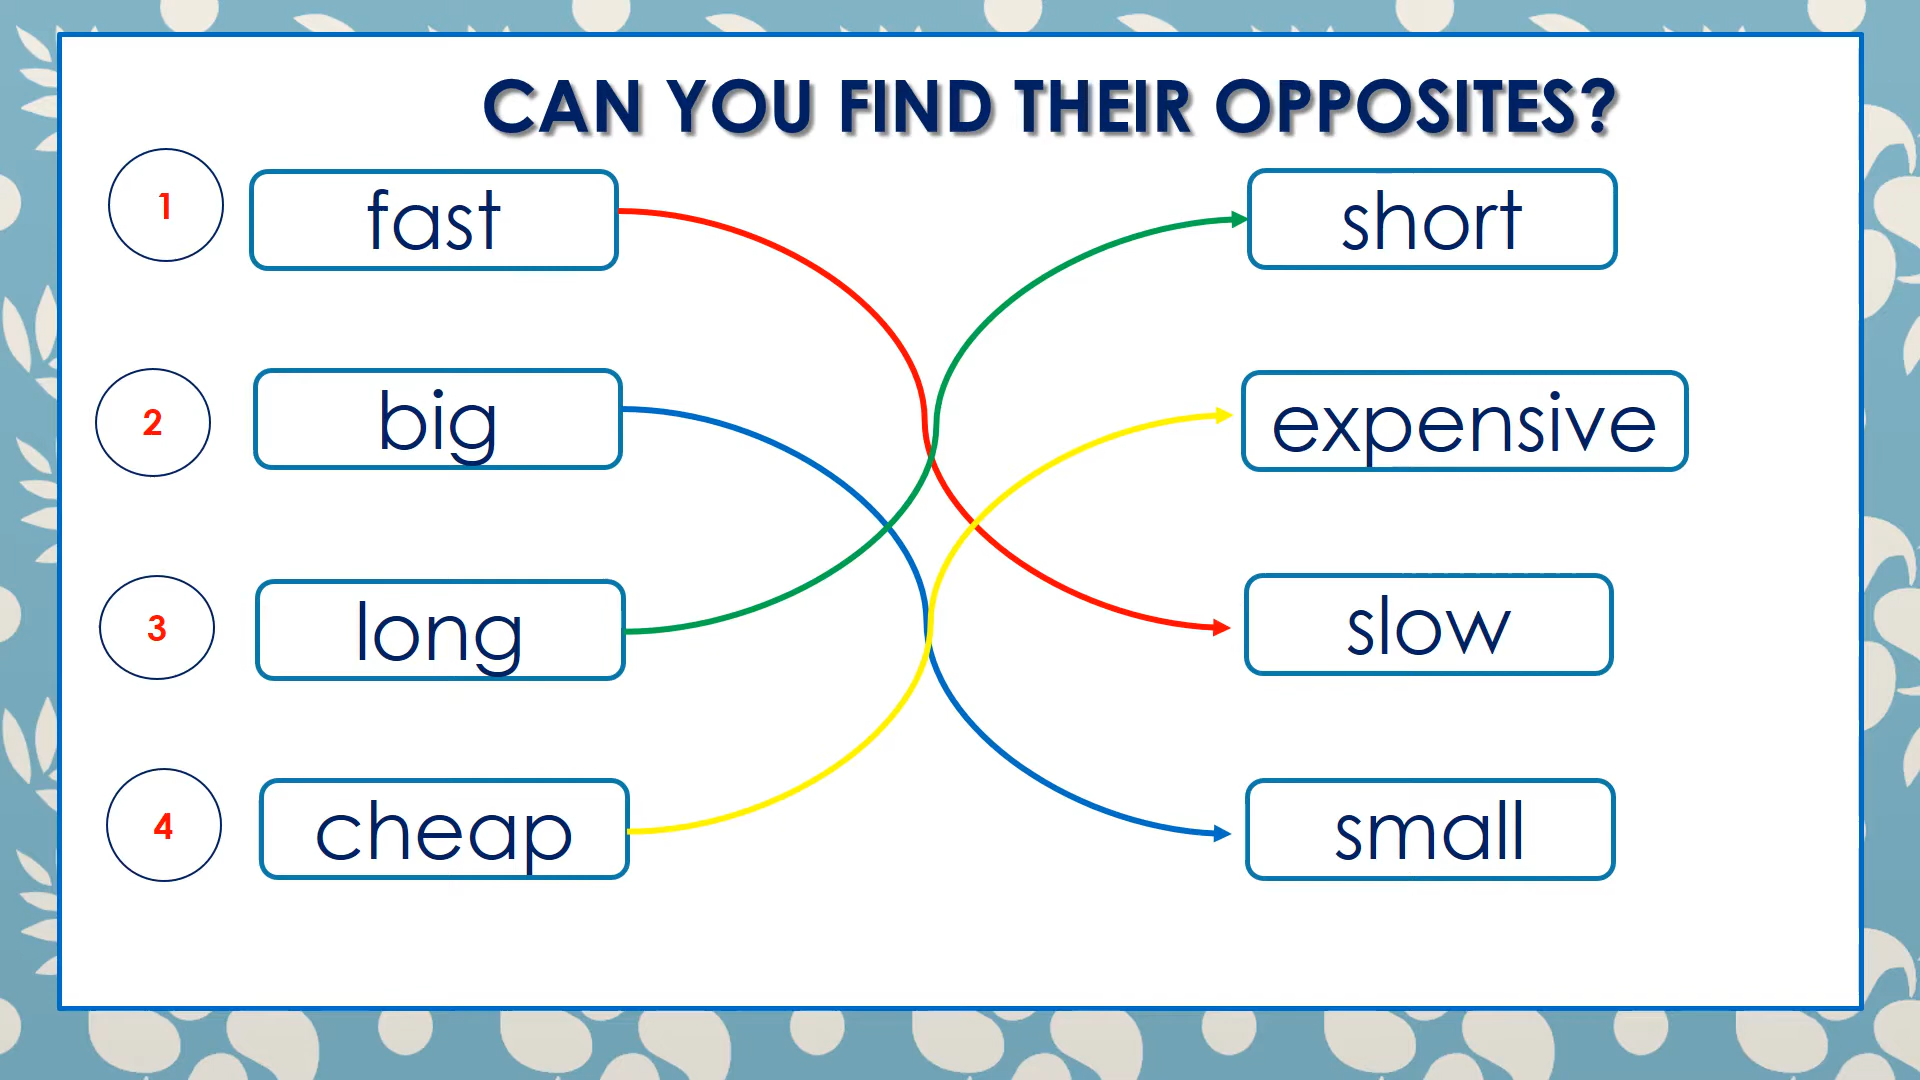 CAN YOU FIND THEIR OPPOSITES?
1 fast short
2 big expensive
3 long slow
4 cheap small